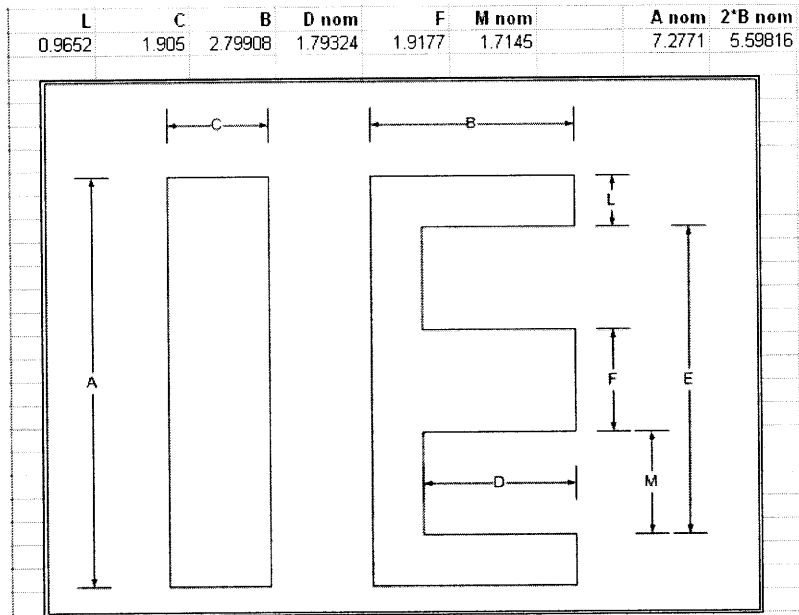 L C B D nom F M nom A nom 2*B nom
0.9652 1.905 2.79908 1.79324 1.9177 1.7145 7.2771 5.59816
C B
L
A F E
D M